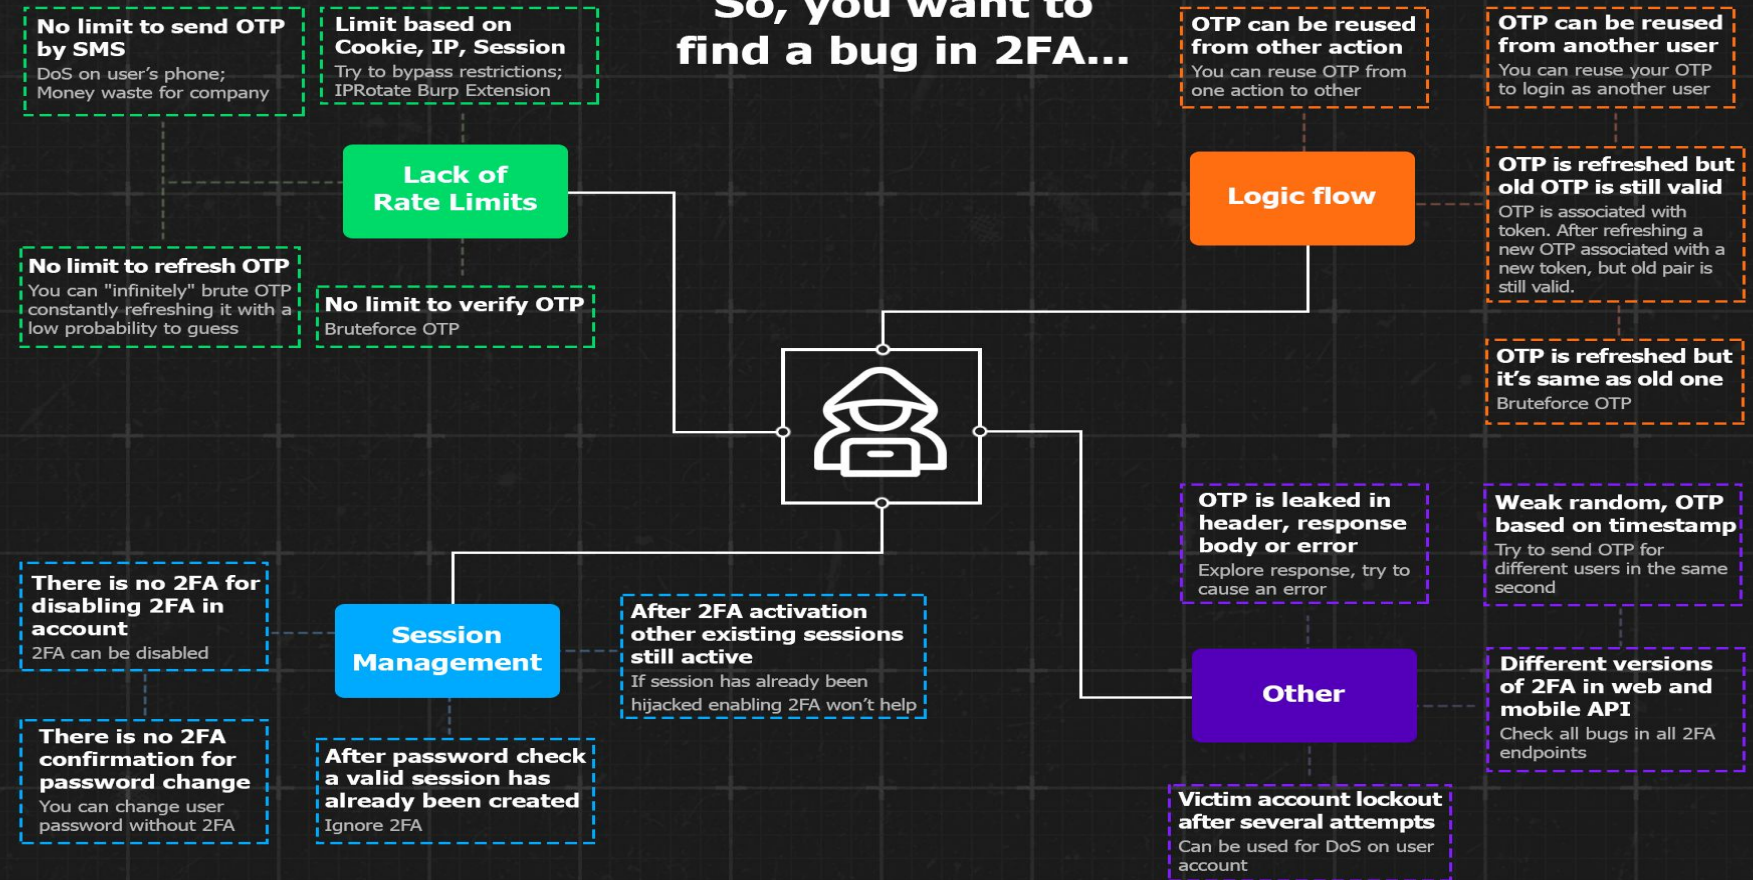 So, you want to
find a bug in 2FA...
No limit to send OTP
by SMS
DoS on user's phone;
Money waste for company
Limit based on
Cookie, IP, Session
Try to bypass restrictions;
IPRotate Burp Extension
Lack of
Rate Limits
No limit to refresh OTP
You can "infinitely" brute OTP
constantly refreshing it with a
low probability to guess
No limit to verify OTP
Bruteforce OTP
OTP can be reused
from other action
You can reuse OTP from
one action to other
OTP can be reused
from another user
You can reuse your OTP
to login as another user
Logic flow
OTP is refreshed but
old OTP is still valid
OTP is associated with
token. After refreshing a
new OTP associated with a
new token, but old pair is
still valid.
OTP is refreshed but
it's same as old one
Bruteforce OTP
There is no 2FA for
disabling 2FA in
account
2FA can be disabled
Session
Management
After 2FA activation
other existing sessions
still active
If session has already been
hijacked enabling 2FA won't help
There is no 2FA
confirmation for
password change
You can change user
password without 2FA
After password check
a valid session has
already been created
Ignore 2FA
OTP is leaked in
header, response
body or error
Explore response, try to
cause an error
Weak random, OTP
based on timestamp
Try to send OTP for
different users in the same
second
Other
Different versions
of 2FA in web and
mobile API
Check all bugs in all 2FA
endpoints
Victim account lockout
after several attempts
Can be used for DoS on user
account